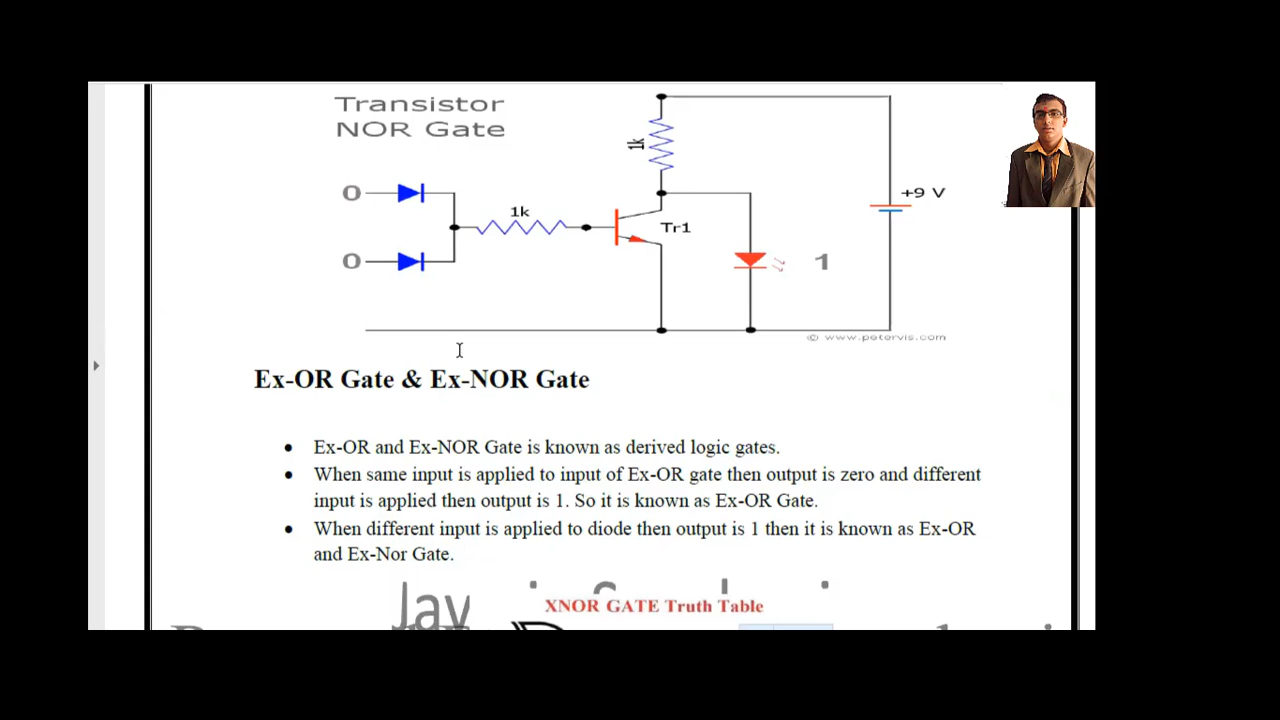 Transistor
NOR Gate
1k
0
+9 V
1k
Tr1
0
1
© www.petervis.com
Ex-OR Gate & Ex-NOR Gate
Ex-OR and Ex-NOR Gate is known as derived logic gates.
When same input is applied to input of Ex-OR gate then output is zero and different
input is applied then output is 1. So it is known as Ex-OR Gate.
When different input is applied to diode then output is 1 then it is known as Ex-OR
and Ex-Nor Gate.
Jay
XNOR GATE Truth Table